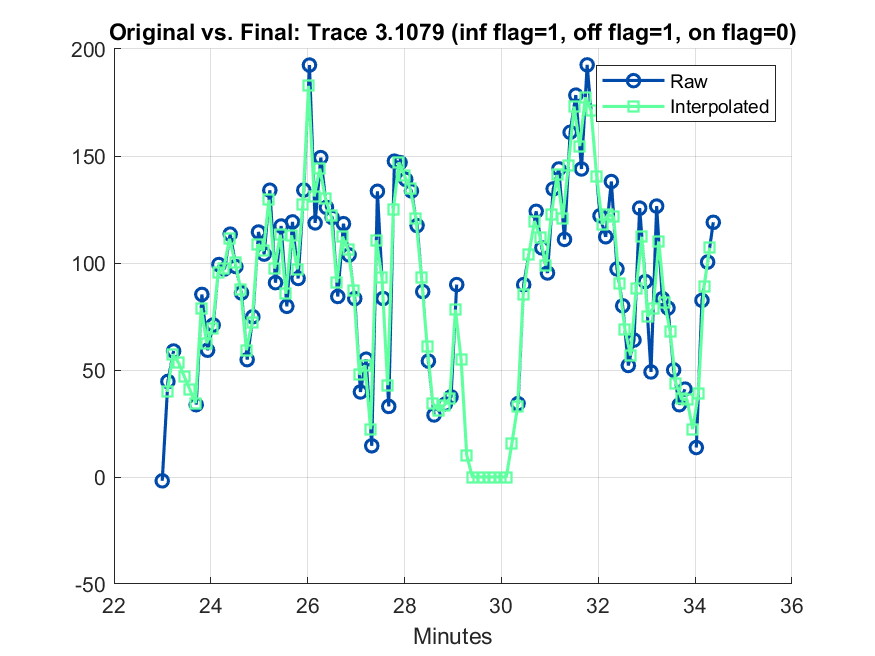 Original vs. Final: Trace 3.1079 (inf flag=1, off flag=1, on flag=0)
200
150
100
50
0
-50
22 24 26 28 30 32 34 36
Minutes
Raw
Interpolated